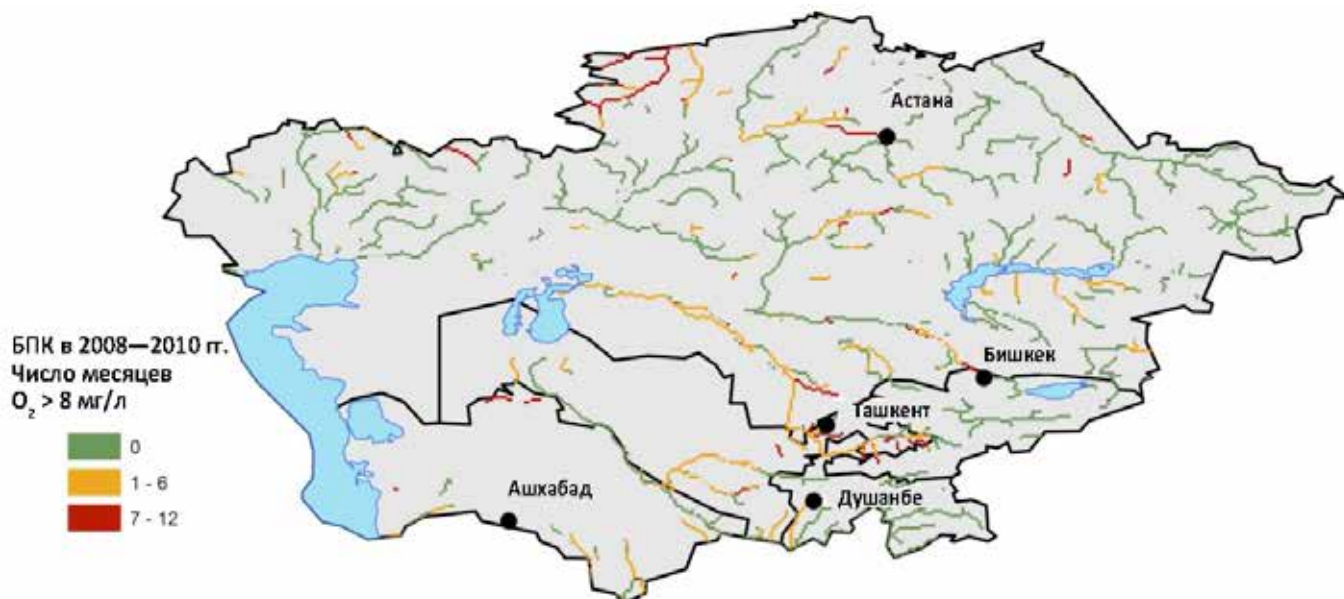 Астана
БПК в 2008—2010 гг.
Число месяцев
O₂ > 8 мг/л
0
1 - 6
7 - 12
Бишкек
Ташкент
Ашхабад
Душанбе